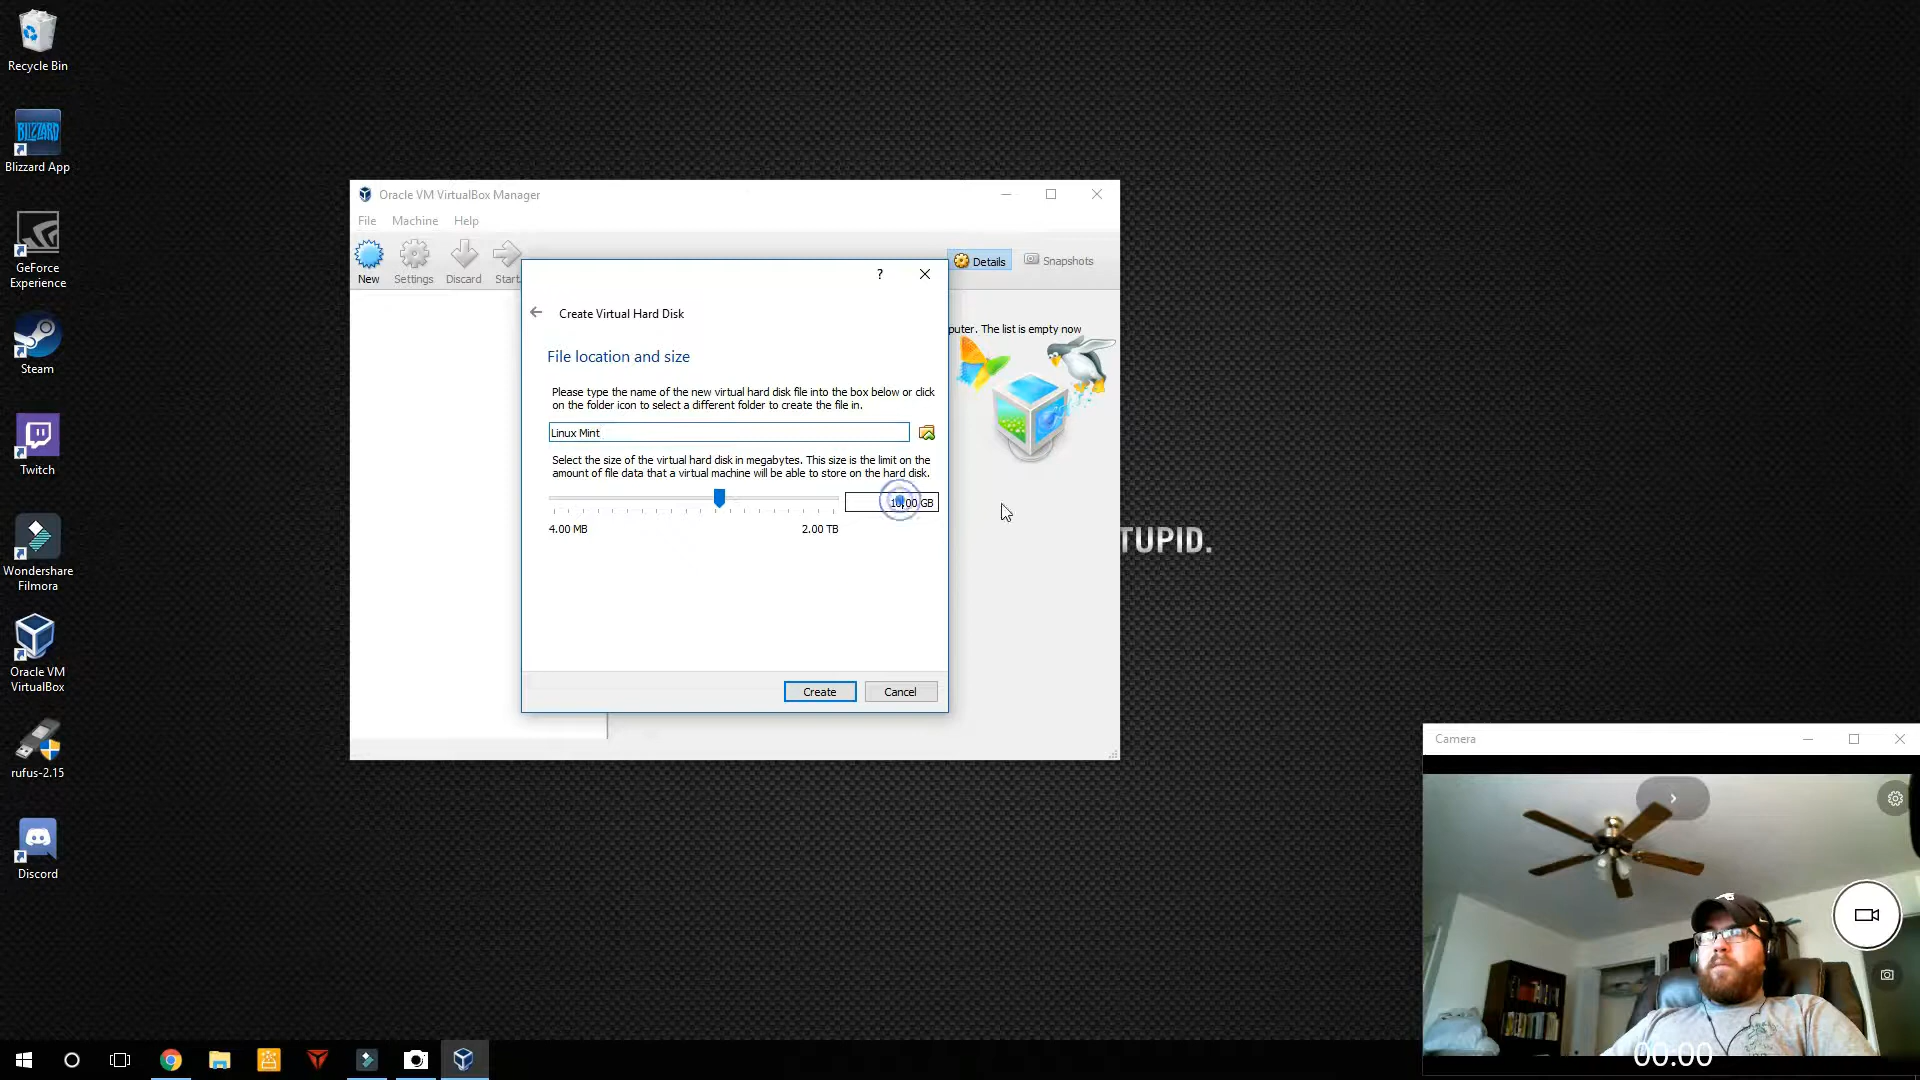 Recycle Bin
BLIZZARD
Blizzard App
GeForce
Experience
Steam
Twitch
Wondershare
Filmora
Oracle VM
VirtualBox
rufus-2.15
Discord
Oracle VM VirtualBox Manager
File Machine Help
New Settings Discard Start
Details Snapshots
puter. The list is empty now
?
Create Virtual Hard Disk
File location and size
Please type the name of the new virtual hard disk file into the box below or click
on the folder icon to select a different folder to create the file in.
Linux Mint
Select the size of the virtual hard disk in megabytes. This size is the limit on the
amount of file data that a virtual machine will be able to store on the hard disk.
10.00 GB
4.00 MB 2.00 TB
Create Cancel
TUPID.
Camera
00:00